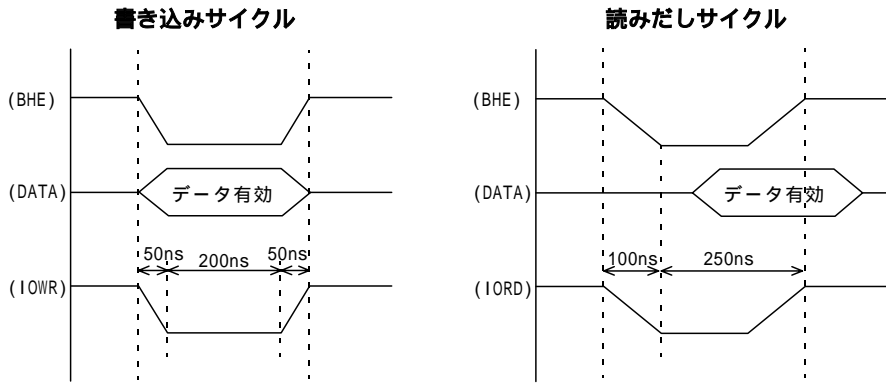 書き込みサイクル
(BHE)
(DATA)
データ有効
50ns
200ns
50ns
(IOWR)
読みだしサイクル
(BHE)
(DATA)
データ有効
100ns
250ns
(IORD)